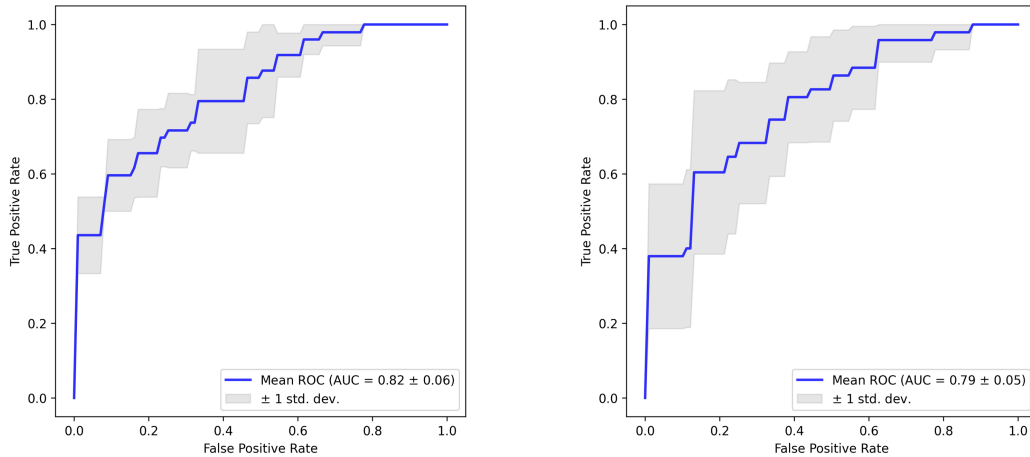 1.0
0.8
0.6
0.4
0.2
0.0
True Positive Rate
0.0 0.2 0.4 0.6 0.8 1.0
False Positive Rate
Mean ROC (AUC = 0.82 ± 0.06)
± 1 std. dev.
1.0
0.8
0.6
0.4
0.2
0.0
True Positive Rate
0.0 0.2 0.4 0.6 0.8 1.0
False Positive Rate
Mean ROC (AUC = 0.79 ± 0.05)
± 1 std. dev.